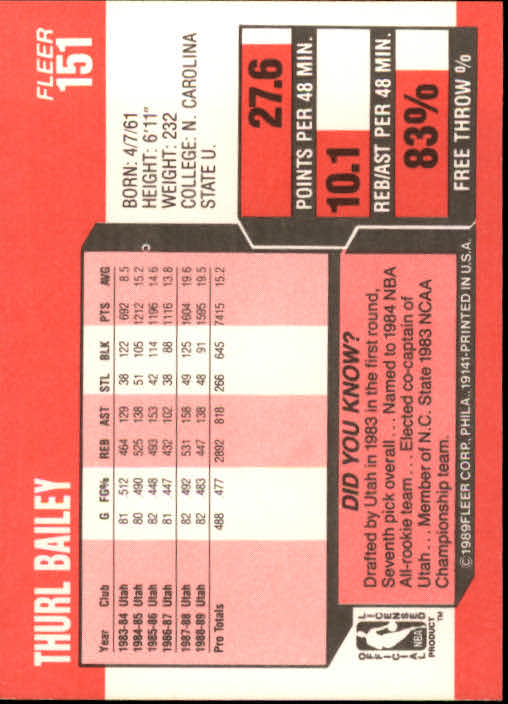 THURL BAILEY
FLEER
151
Year Club G FG% REB AST STL BLK PTS AVG
1983-84 Utah 81 .512 464 129 38 122 692 8.5
1984-85 Utah 80 .490 525 138 51 105 1212 15.2
1985-86 Utah 82 .448 493 153 42 114 1196 14.6
1986-87 Utah 81 .447 432 102 38 88 1116 13.8
1987-88 Utah 82 .492 531 158 49 125 1604 19.6
1988-89 Utah 82 .483 447 138 48 91 1595 19.5
Pro Totals 488 .477 2892 818 266 645 7415 15.2
BORN: 4/7/61
HEIGHT: 6'11"
WEIGHT: 232
COLLEGE: N. CAROLINA
STATE U.
DID YOU KNOW?
Drafted by Utah in 1983 in the first round,
Seventh pick overall... Named to 1984 NBA
All-rookie team... Elected co-captain of
Utah... Member of N.C. State 1983 NCAA
Championship team.
27.6
POINTS PER 48 MIN.
10.1
REB/AST PER 48 MIN.
83%
FREE THROW %
OFFICIAL
LICENSED
NBA
PRODUCT™
©1989 FLEER CORP., PHILA., 19141-PRINTED IN U.S.A.